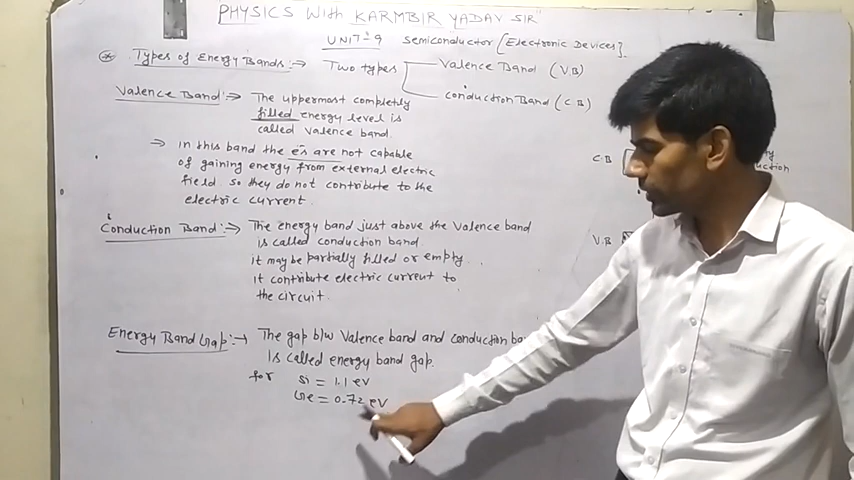 PHYSICS With KARMBIR YADAV SIR
UNIT-9 Semiconductor [Electronic Devices]
Types of Energy Bands:→ Two types Valence Band (VB)
Conduction Band (CB)
Valence Band:→ The uppermost completly
filled energy level is
called valence band.
⇒ in this band the e⁻s are not capable
of gaining energy from external electric
field so they do not contribute to the
electric current.
Conduction Band:→ The energy band just above the valence band
is called conduction band.
it may be partially filled or empty.
it contribute electric current to
the circuit.
Energy Band Gap:→ The gap b/w Valence band and conduction
is called energy band gap.
for Si = 1.1 eV
Ge = 0.72 eV
C.B
V.B